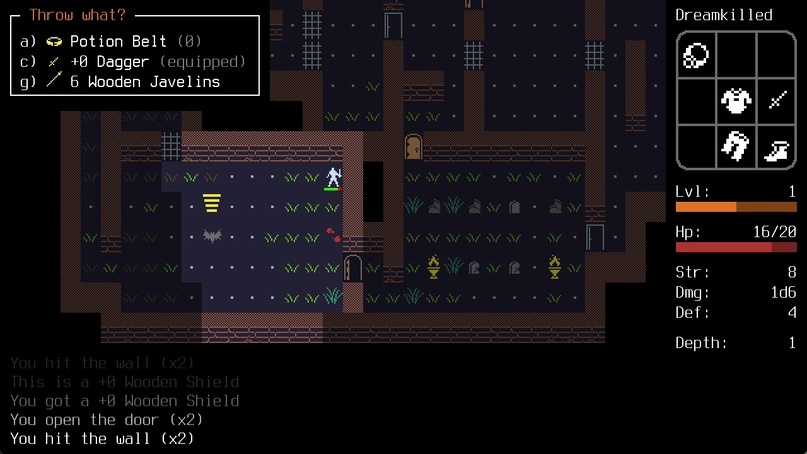 Throw what?
a) Potion Belt (0)
c) +0 Dagger (equipped)
g) 6 Wooden Javelins
Dreamkilled
Lvl: 1
Hp: 16/20
Str: 8
Dmg: 1d6
Def: 4
Depth: 1
You hit the wall (x2)
This is a +0 Wooden Shield
You got a +0 Wooden Shield
You open the door (x2)
You hit the wall (x2)